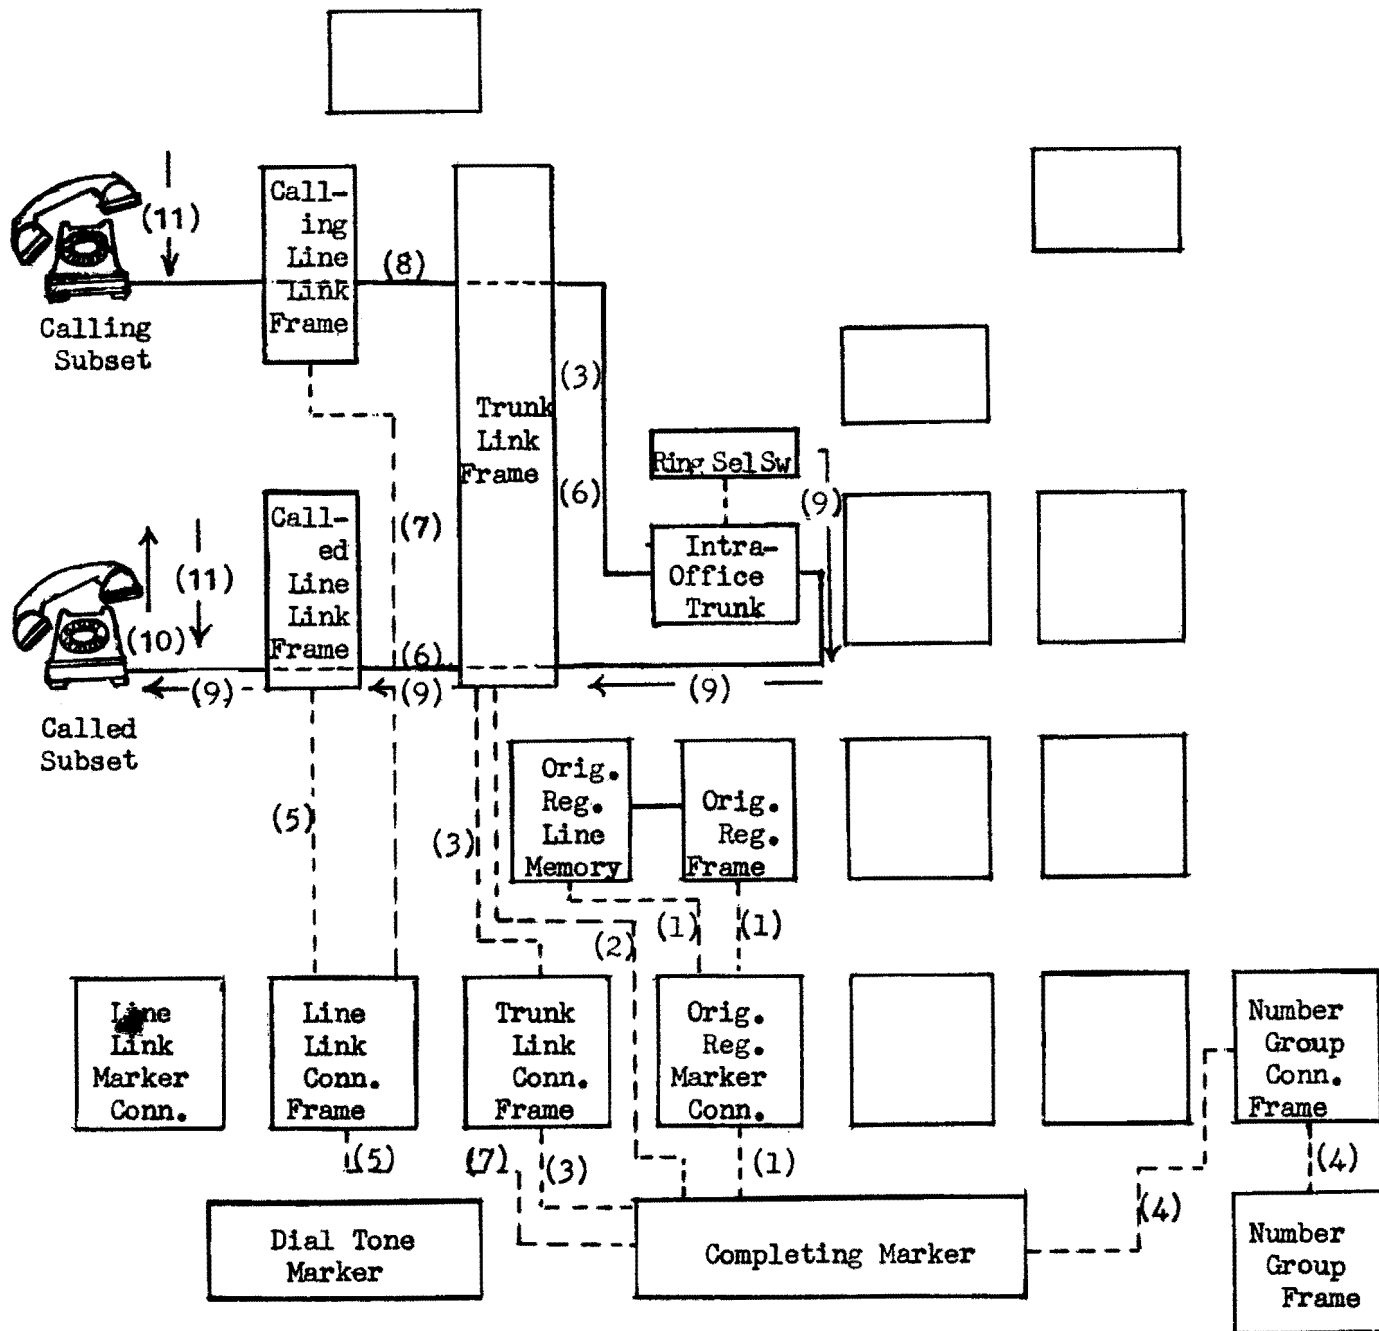 Call-
ing
Line
Link
Frame
(11)
(8)
Calling
Subset
(3)
Trunk
Link
Frame
Ring Sel Sw
(6)
(9)
Call-
ed
Line
Link
Frame
(7)
Intra-
Office
Trunk
(11)
(10)
(6)
(9)
(9)
(9)
Called
Subset
Orig.
Reg.
Line
Memory
Orig.
Reg.
Frame
(5)
(3)
(1)
(1)
(2)
Line
Link
Marker
Conn.
Line
Link
Conn.
Frame
Trunk
Link
Conn.
Frame
Orig.
Reg.
Marker
Conn.
Number
Group
Conn.
Frame
(5)
(7)
(3)
(1)
(4)
(4)
Dial Tone
Marker
Completing Marker
Number
Group
Frame